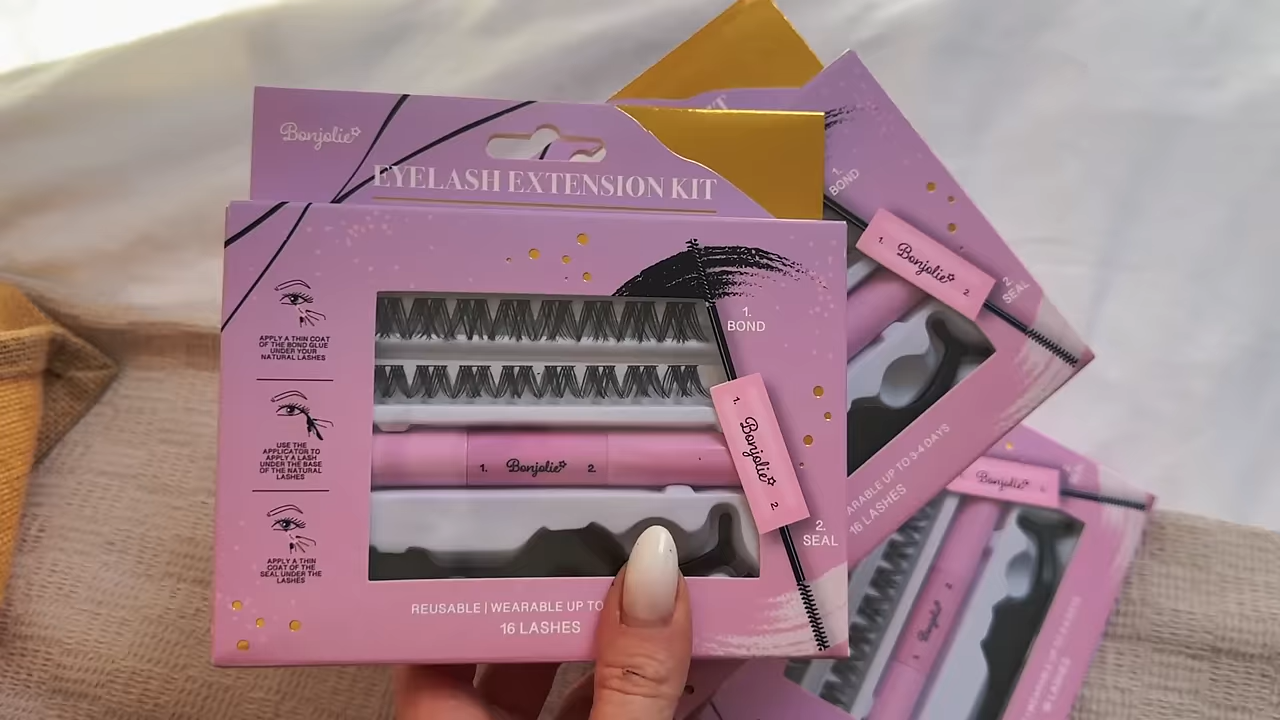 Bonjolie
EYELASH EXTENSION KIT
APPLY A THIN COAT
OF THE BOND GLUE
UNDER YOUR
NATURAL LASHES
USE THE
APPLICATOR TO
APPLY A LASH
UNDER THE BASE
OF THE NATURAL
LASHES
APPLY A THIN
COAT OF THE
SEAL UNDER THE
LASHES
1.
BOND
1. Bonjolie 2.
1. Bonjolie 2.
2.
SEAL
REUSABLE | WEARABLE UP TO
16 LASHES
1.
BOND
1. Bonjolie 2.
2.
SEAL
ARABLE UP TO 3-4 DAYS
16 LASHES
Bonjolie
Bonjolie 2.